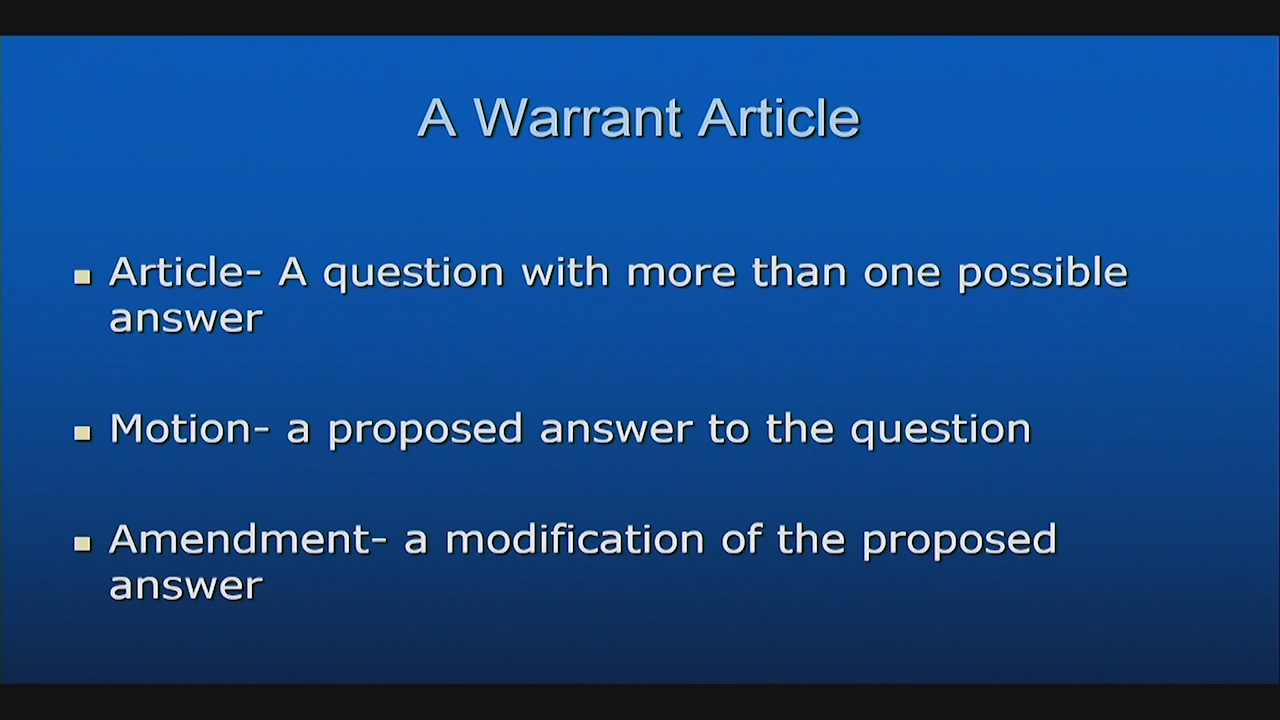 A Warrant Article
Article- A question with more than one possible
answer
Motion- a proposed answer to the question
Amendment- a modification of the proposed
answer